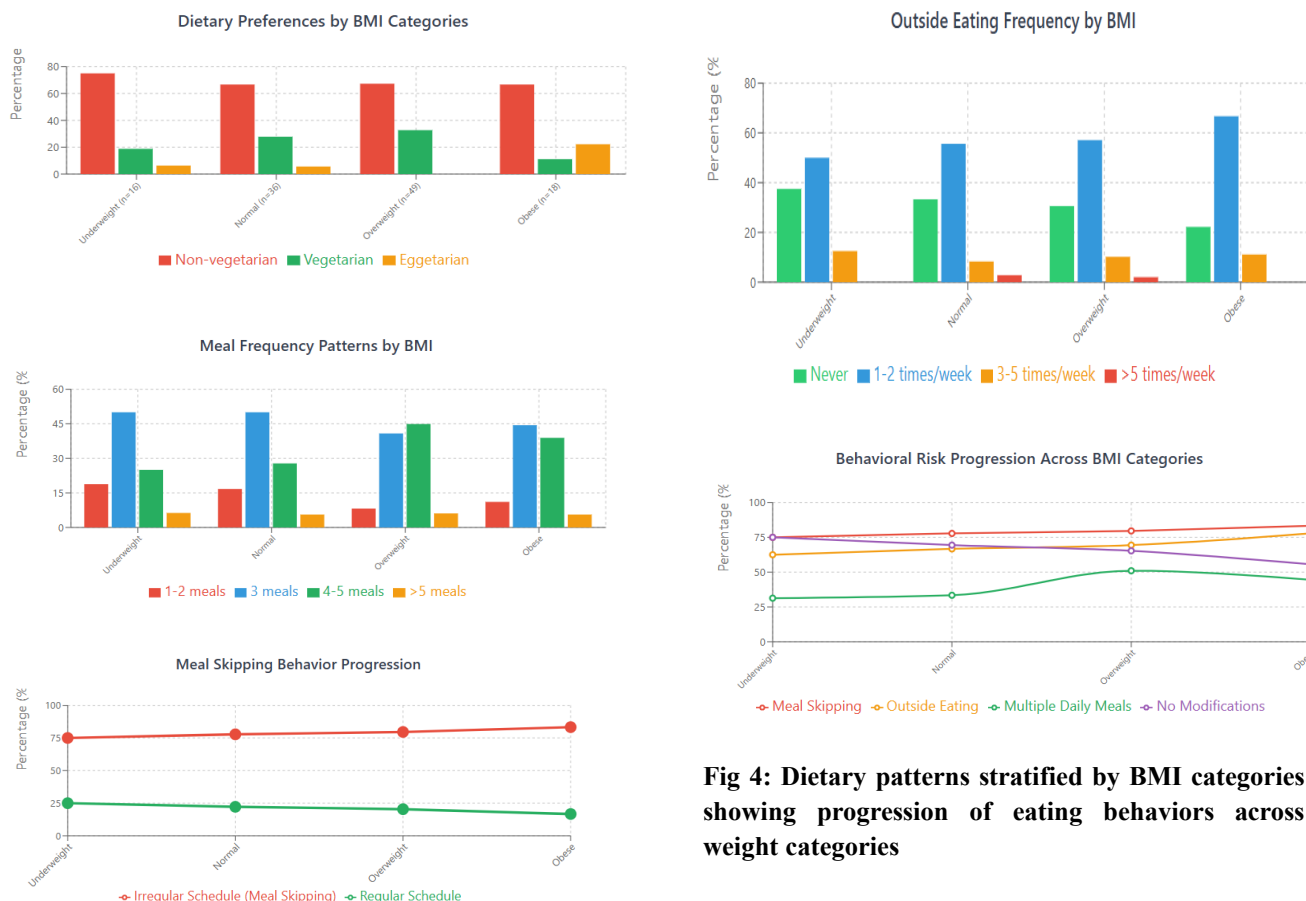 Dietary Preferences by BMI Categories
Percentage
80
60
40
20
0
Underweight (n=16)
Normal (n=36)
Overweight (n=49)
Obese (n=18)
Non-vegetarian Vegetarian Eggetarian
Meal Frequency Patterns by BMI
Percentage (%
60
45
30
15
0
Underweight
Normal
Overweight
Obese
1-2 meals 3 meals 4-5 meals >5 meals
Meal Skipping Behavior Progression
Percentage (%
100
75
50
25
0
Underweight
Normal
Overweight
Obese
Irregular Schedule (Meal Skipping) Regular Schedule
Outside Eating Frequency by BMI
Percentage (%
80
60
40
20
0
Underweight
Normal
Overweight
Obese
Never 1-2 times/week 3-5 times/week >5 times/week
Behavioral Risk Progression Across BMI Categories
Percentage (%
100
75
50
25
0
Underweight
Normal
Overweight
Obe
Meal Skipping Outside Eating Multiple Daily Meals No Modifications
Fig 4: Dietary patterns stratified by BMI categories
showing progression of eating behaviors across
weight categories